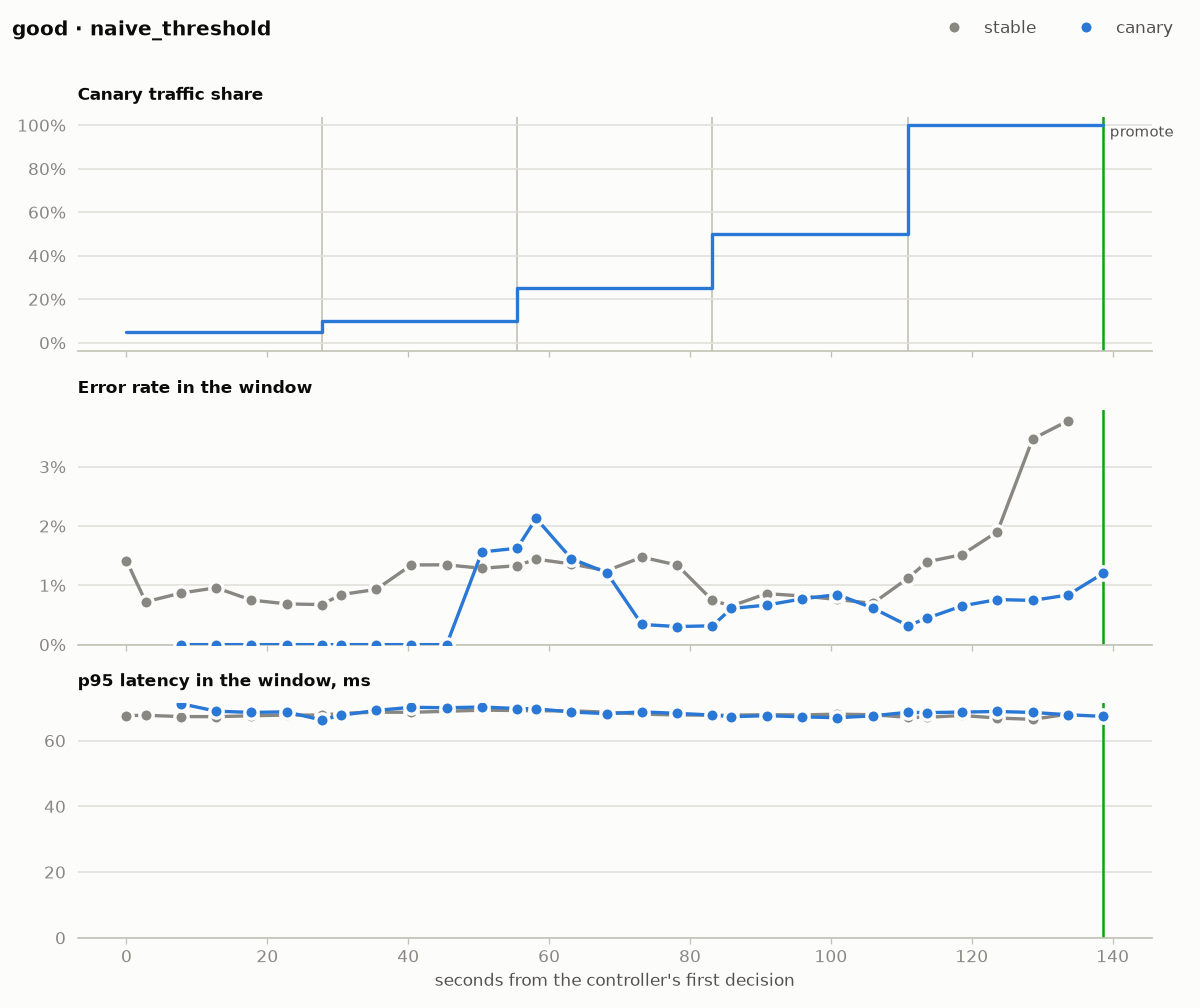 good · naive_threshold
stable
canary
Canary traffic share
100%
80%
60%
40%
20%
0%
promote
Error rate in the window
3%
2%
1%
0%
p95 latency in the window, ms
60
40
20
0
0 20 40 60 80 100 120 140
seconds from the controller's first decision